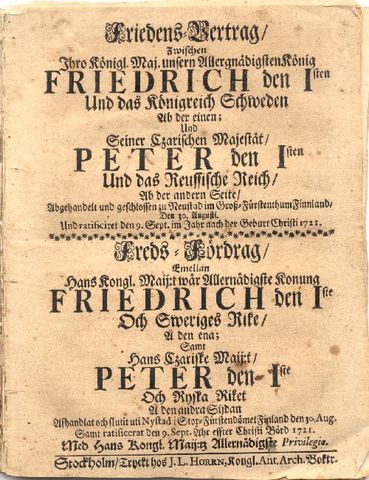 Friedens-Vertrag/
Zwischen
Ihro Königl. Maj. unsern Allergnädigsten König
FRIEDRICH den Isten
Und das Königreich Schweden
Ab der einen;
Und
Seiner Czarischen Majestät/
PETER den Isten
Und das Reussische Reich/
Ab der andern Seite/
Abgehandelt und geschlossen zu Neustad im Groß-Fürstenthum Finnland/
Den 30. Augusti.
Und ratificiret den 9. Sept. im Jahr nach der Geburt Christi 1721.
Freds-Fördrag/
Emellan
Hans Kongl. Maij:t wår Allernådigste Konung
FRIEDRICH den Iste
Och Sweriges Rike/
Å den ena;
Samt
Hans Czariske Maij:t/
PETER den Iste
Och Ryska Riket
Å den andra Sijdan
Afhandlat och slutit uti Nystad i Stor-Fürstendömet Finland den 30. Aug.
Samt ratificerat den 9. Sept. Åhr effter Christi Börd 1721.
Med Hans Kongl. Maij:tz Allernådigste Privilegio.
Stockholm/ Tryckt hos J. L. HORRN, Kongl. Ant. Arch. Boktr.